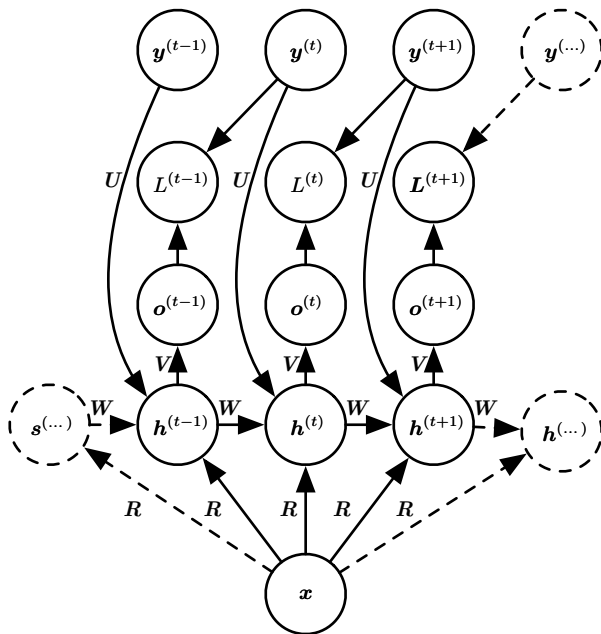 y^(t−1) y^(t) y^(t+1) y^(...)
U L^(t−1) U L^(t) U L^(t+1)
o^(t−1) o^(t) o^(t+1)
V V V
s^(...) W h^(t−1) W h^(t) W h^(t+1) W h^(...)
R R R R R
x